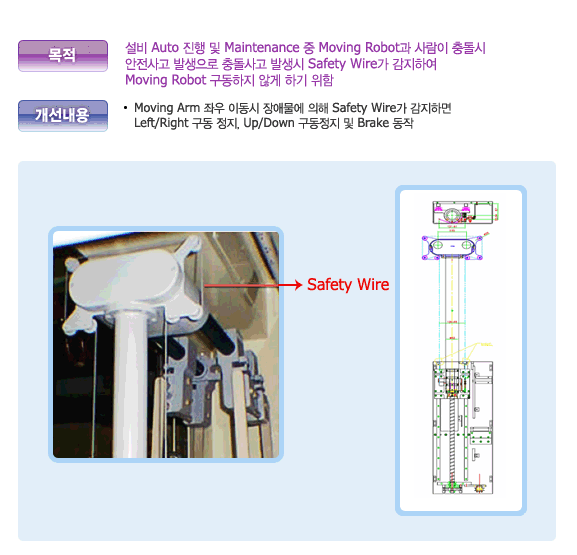 목적
설비 Auto 진행 및 Maintenance 중 Moving Robot과 사람이 충돌시
안전사고 발생으로 충돌사고 발생시 Safety Wire가 감지하여
Moving Robot 구동하지 않게 하기 위함
개선내용
• Moving Arm 좌우 이동시 장애물에 의해 Safety Wire가 감지하면
Left/Right 구동 정지, Up/Down 구동정지 및 Brake 동작
Safety Wire